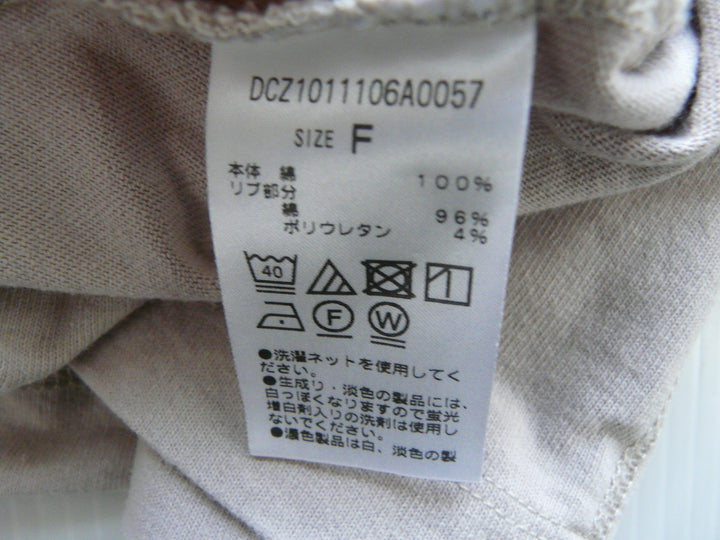 DCZ1011106A0057
SIZE F
本体 綿 100%
リブ部分
綿 96%
ポリウレタン 4%
40
F W
●洗濯ネットを使用してく
ださい。
●生成り・淡色の製品には、
白っぽくなりますので蛍光
増白剤入りの洗剤は使用し
ないでください。
●濃色製品は白、淡色の製